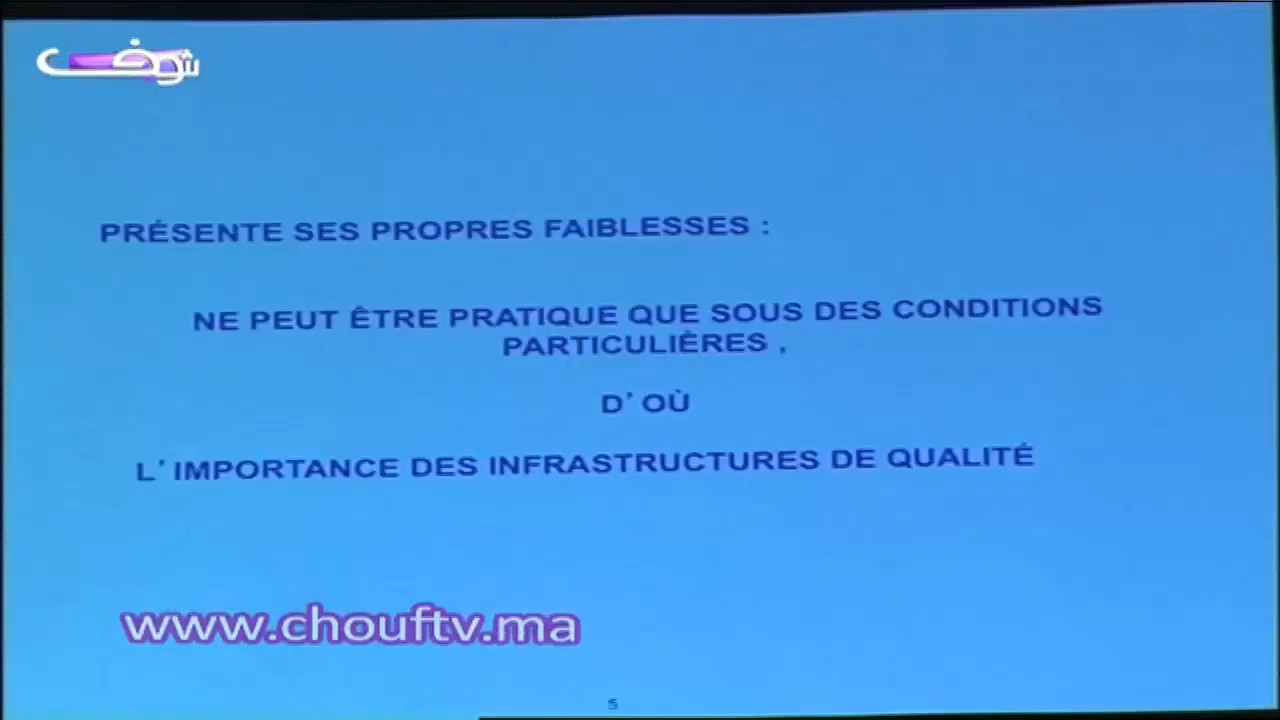 شوف
PRÉSENTE SES PROPRES FAIBLESSES :
NE PEUT ÊTRE PRATIQUE QUE SOUS DES CONDITIONS
PARTICULIÈRES ,
D’ OÙ
L’ IMPORTANCE DES INFRASTRUCTURES DE QUALITÉ
www.chouftv.ma
5